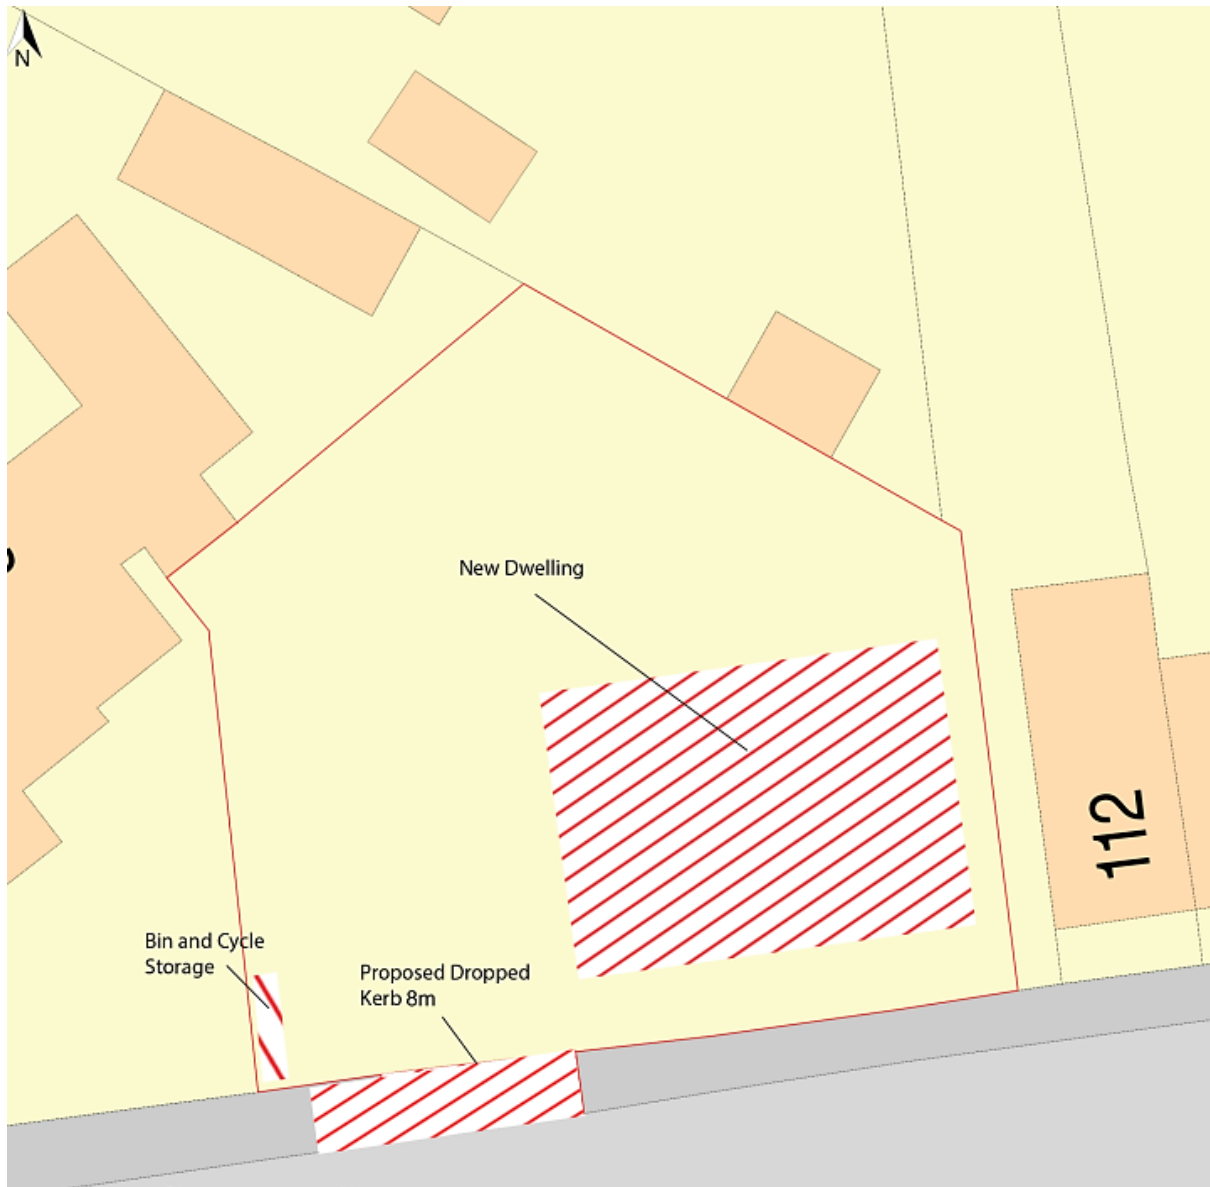 N
New Dwelling
112
Bin and Cycle
Storage
Proposed Dropped
Kerb 8m